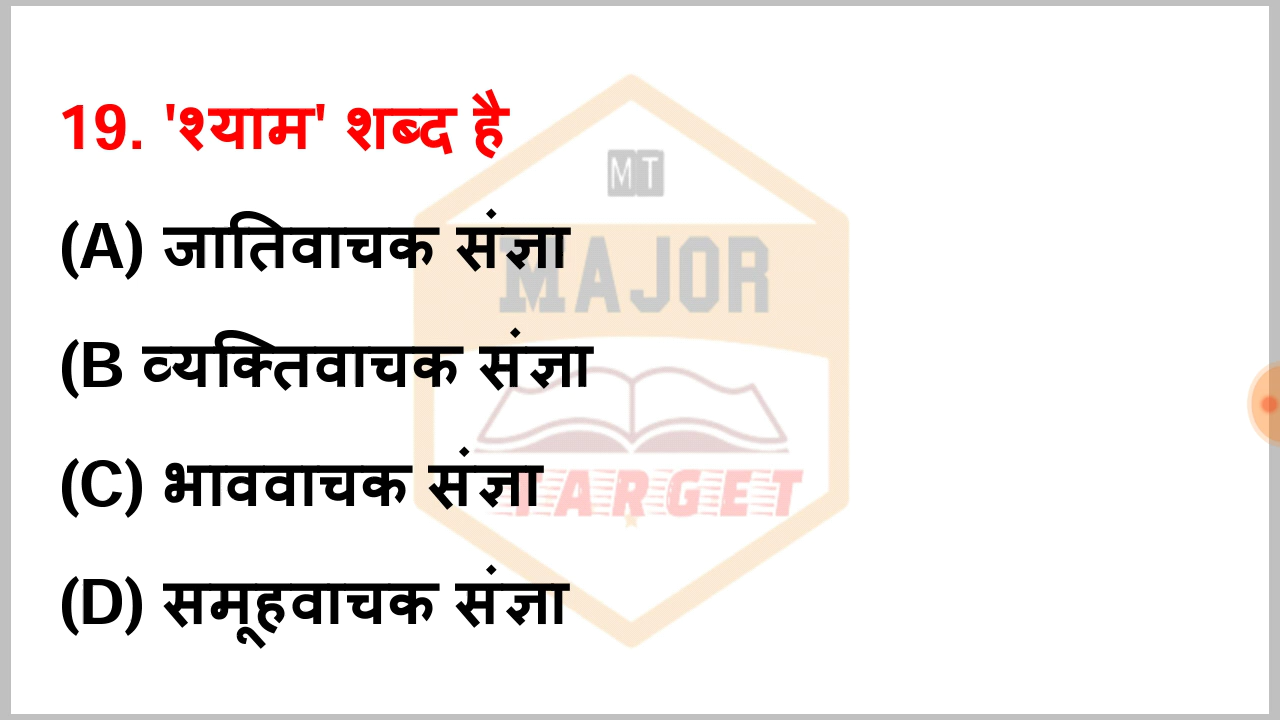 19. 'श्याम' शब्द है
MT
(A) जातिवाचक संज्ञा
MAJOR
(B व्यक्तिवाचक संज्ञा
(C) भाववाचक संज्ञा
TARGET
(D) समूहवाचक संज्ञा